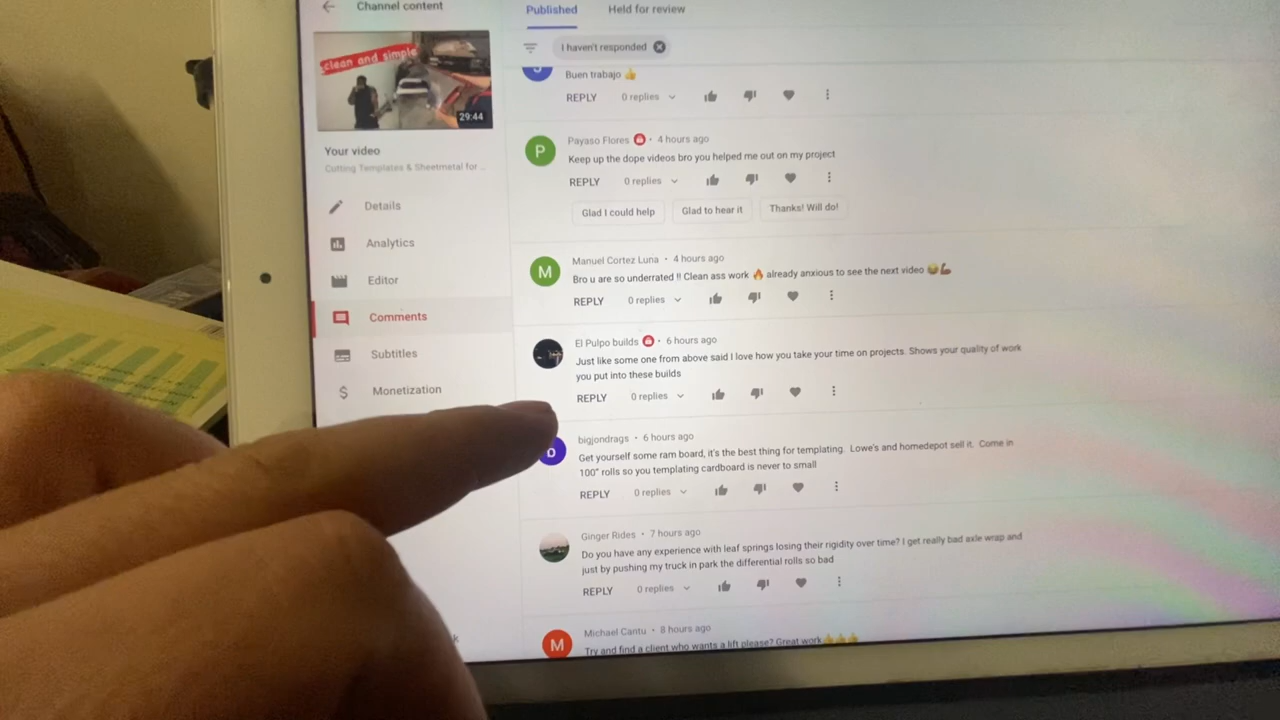 Channel content
Published
Held for review
I haven't responded
clean and simple
29:44
Your video
Cutting Templates & Sheetmetal for ...
Details
Analytics
Editor
Comments
Subtitles
Monetization
Buen trabajo 👍
REPLY 0 replies
P
Payaso Flores • 4 hours ago
Keep up the dope videos bro you helped me out on my project
REPLY 0 replies
Glad I could help
Glad to hear it
Thanks! Will do!
M
Manuel Cortez Luna • 4 hours ago
Bro u are so underrated !! Clean ass work 🔥 already anxious to see the next video 😂💪
REPLY 0 replies
El Pulpo builds • 6 hours ago
Just like some one from above said I love how you take your time on projects. Shows your quality of work
you put into these builds
REPLY 0 replies
bigjondrags • 6 hours ago
Get yourself some ram board, it's the best thing for templating. Lowe's and homedepot sell it. Come in
100" rolls so you templating cardboard is never to small
REPLY 0 replies
Ginger Rides • 7 hours ago
Do you have any experience with leaf springs losing their rigidity over time? I get really bad axle wrap and
just by pushing my truck in park the differential rolls so bad
REPLY 0 replies
M
Michael Cantu • 8 hours ago
Try and find a client who wants a lift please? Great work👍👍👍